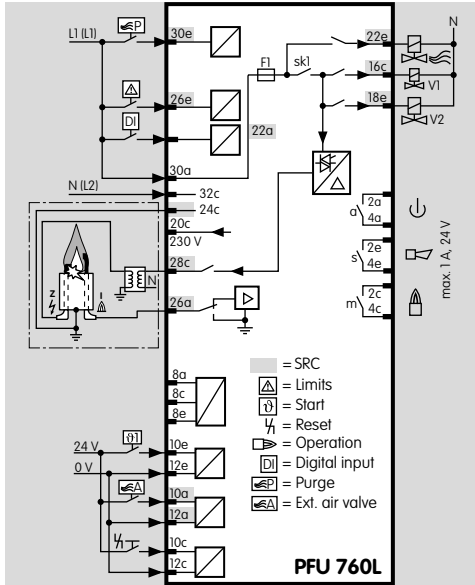 L1 (L1)
P
30e
22e
N
F1
sk1
16c
V1
26e
18e
V2
DI
22a
30a
N (L2)
32c
24c
20c
230 V
28c
N
Z
I
26a
a
2a
4a
s
2e
4e
m
2c
4c
max. 1 A, 24 V
8a
8c
8e
= SRC
= Limits
ϑ = Start
= Reset
= Operation
DI = Digital input
P = Purge
A = Ext. air valve
24 V
ϑ1
10e
0 V
12e
A
10a
12a
10c
12c
PFU 760L